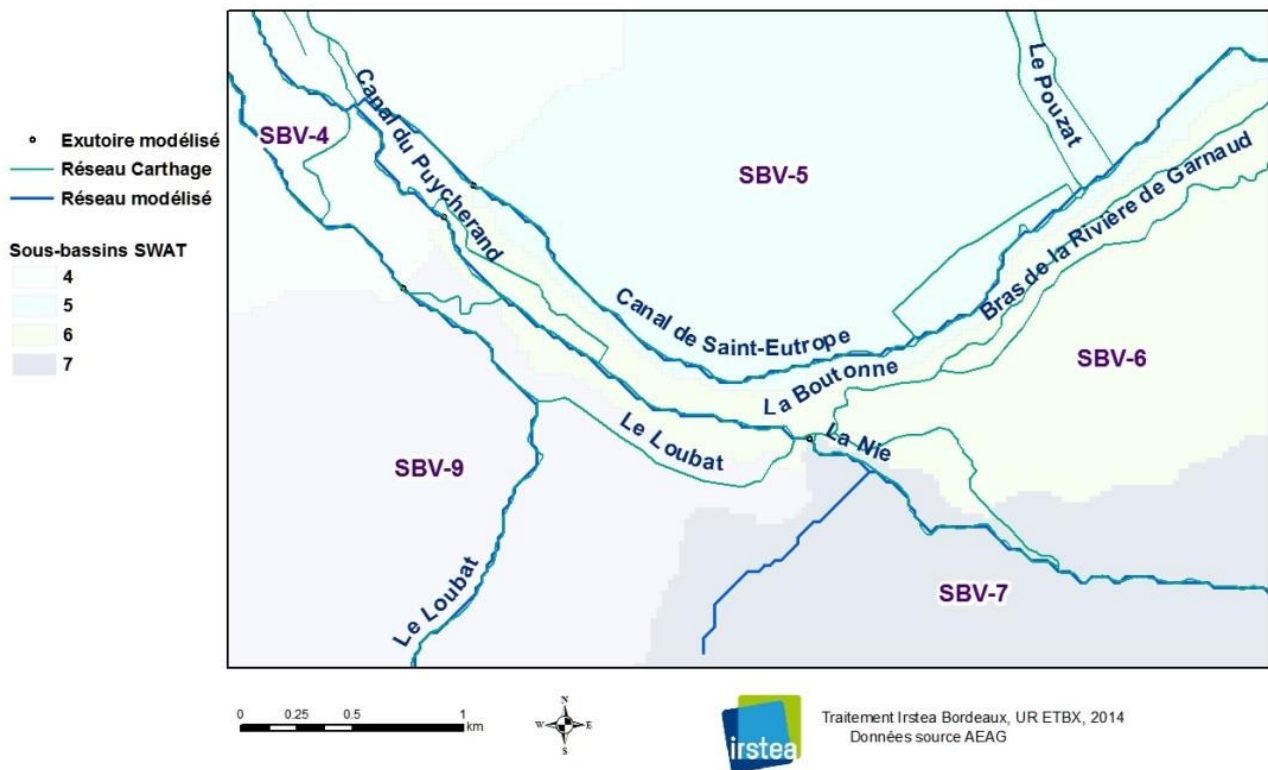 Exutoire modélisé
Réseau Carthage
Réseau modélisé
Sous-bassins SWAT
4
5
6
7
SBV-4
Canal du Puycherand
SBV-5
Le Pouzat
Bras de la Rivière de Garnaud
Canal de Saint-Eutrope
La Boutonne
SBV-6
Le Loubat
La Nie
SBV-9
SBV-7
Le Loubat
0 0.25 0.5 1
km
N
W E
S
irstea
Traitement Irstea Bordeaux, UR ETBX, 2014
Données source AEAG